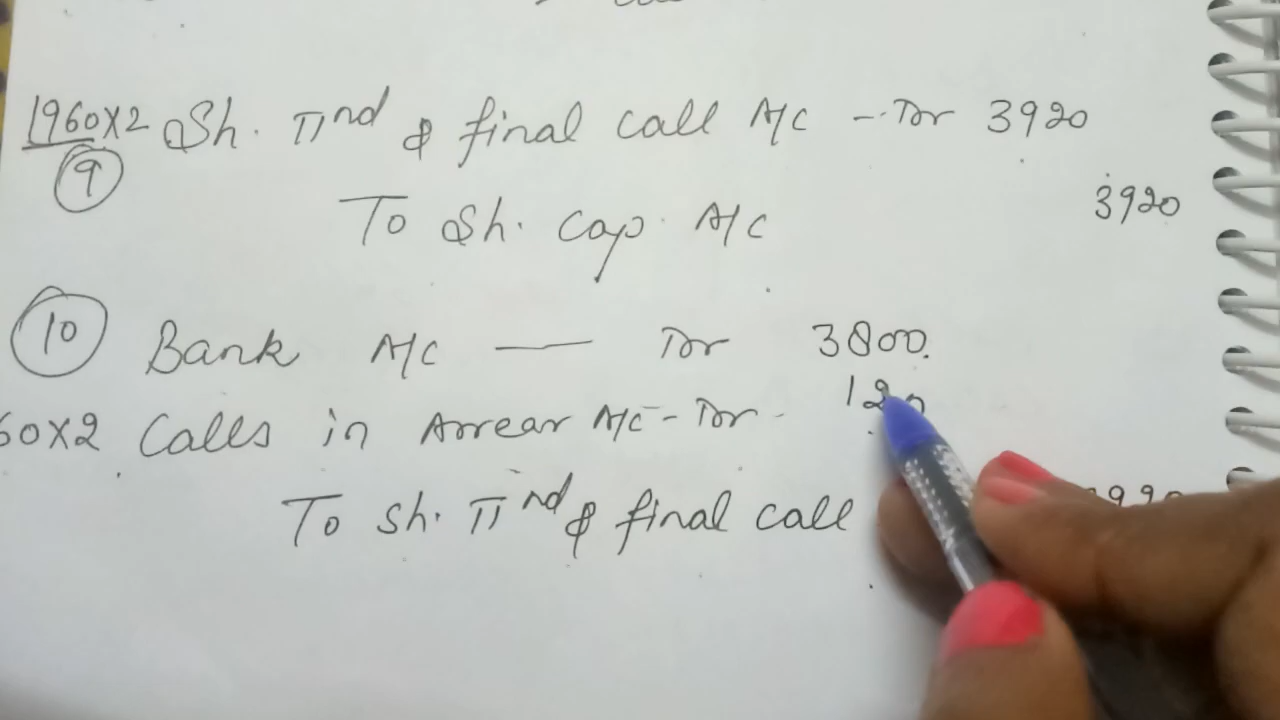 1960x2 Sh. IInd & final call A/C -- Dr 3920
9
To Sh. Cap. A/C 3920
10 Bank A/C — Dr 3800.
60x2 Calls in Arrear A/C - Dr - 120
To sh. IInd & final call